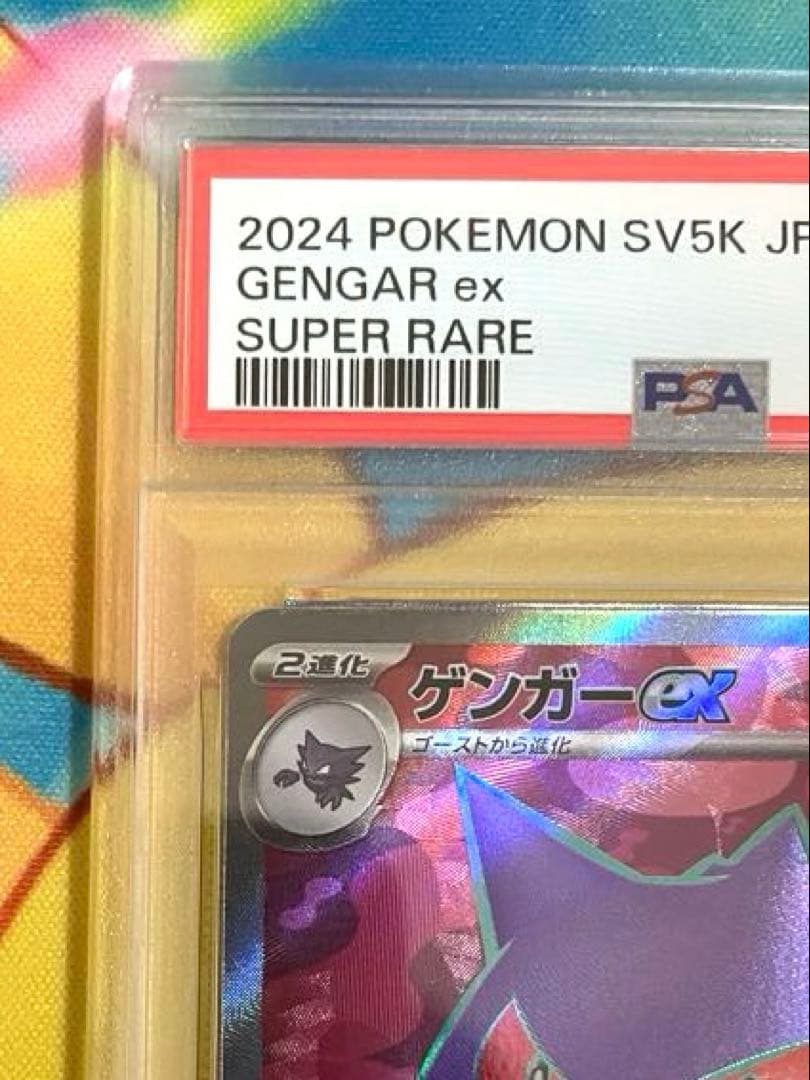 2024 POKEMON SV5K JP
GENGAR ex
SUPER RARE
PSA
2進化
ゲンガーex
ゴーストから進化